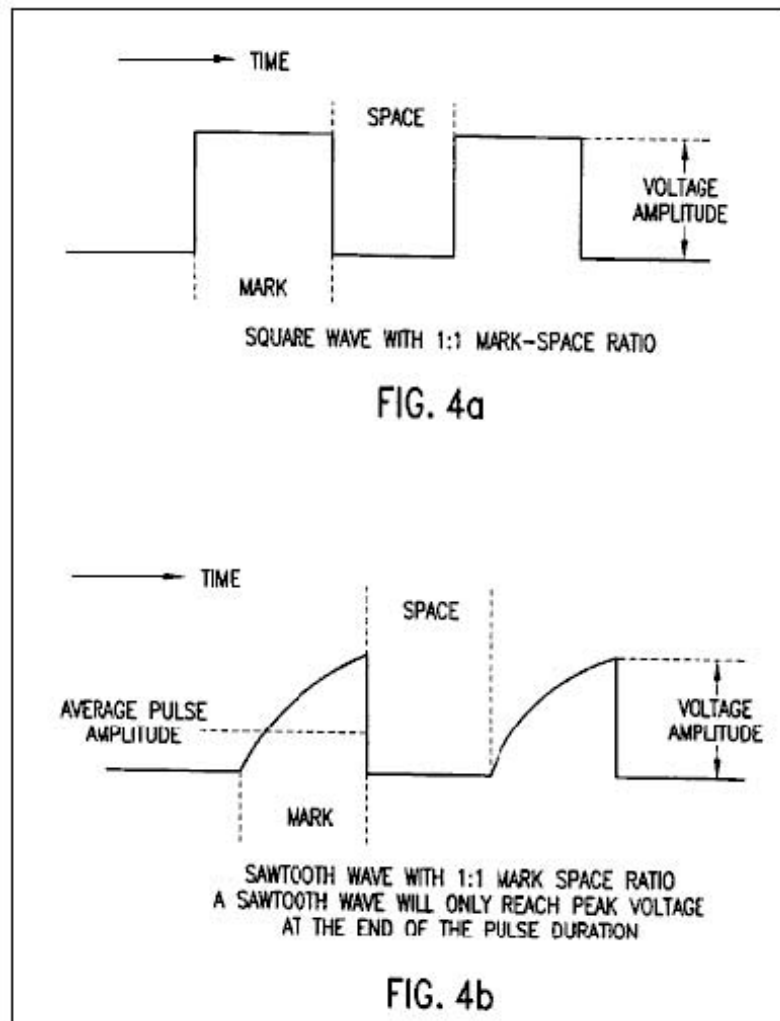 TIME
SPACE
VOLTAGE
AMPLITUDE
MARK
SQUARE WAVE WITH 1:1 MARK-SPACE RATIO
FIG. 4a
TIME
SPACE
AVERAGE PULSE
AMPLITUDE
VOLTAGE
AMPLITUDE
MARK
SAWTOOTH WAVE WITH 1:1 MARK SPACE RATIO
A SAWTOOTH WAVE WILL ONLY REACH PEAK VOLTAGE
AT THE END OF THE PULSE DURATION
FIG. 4b